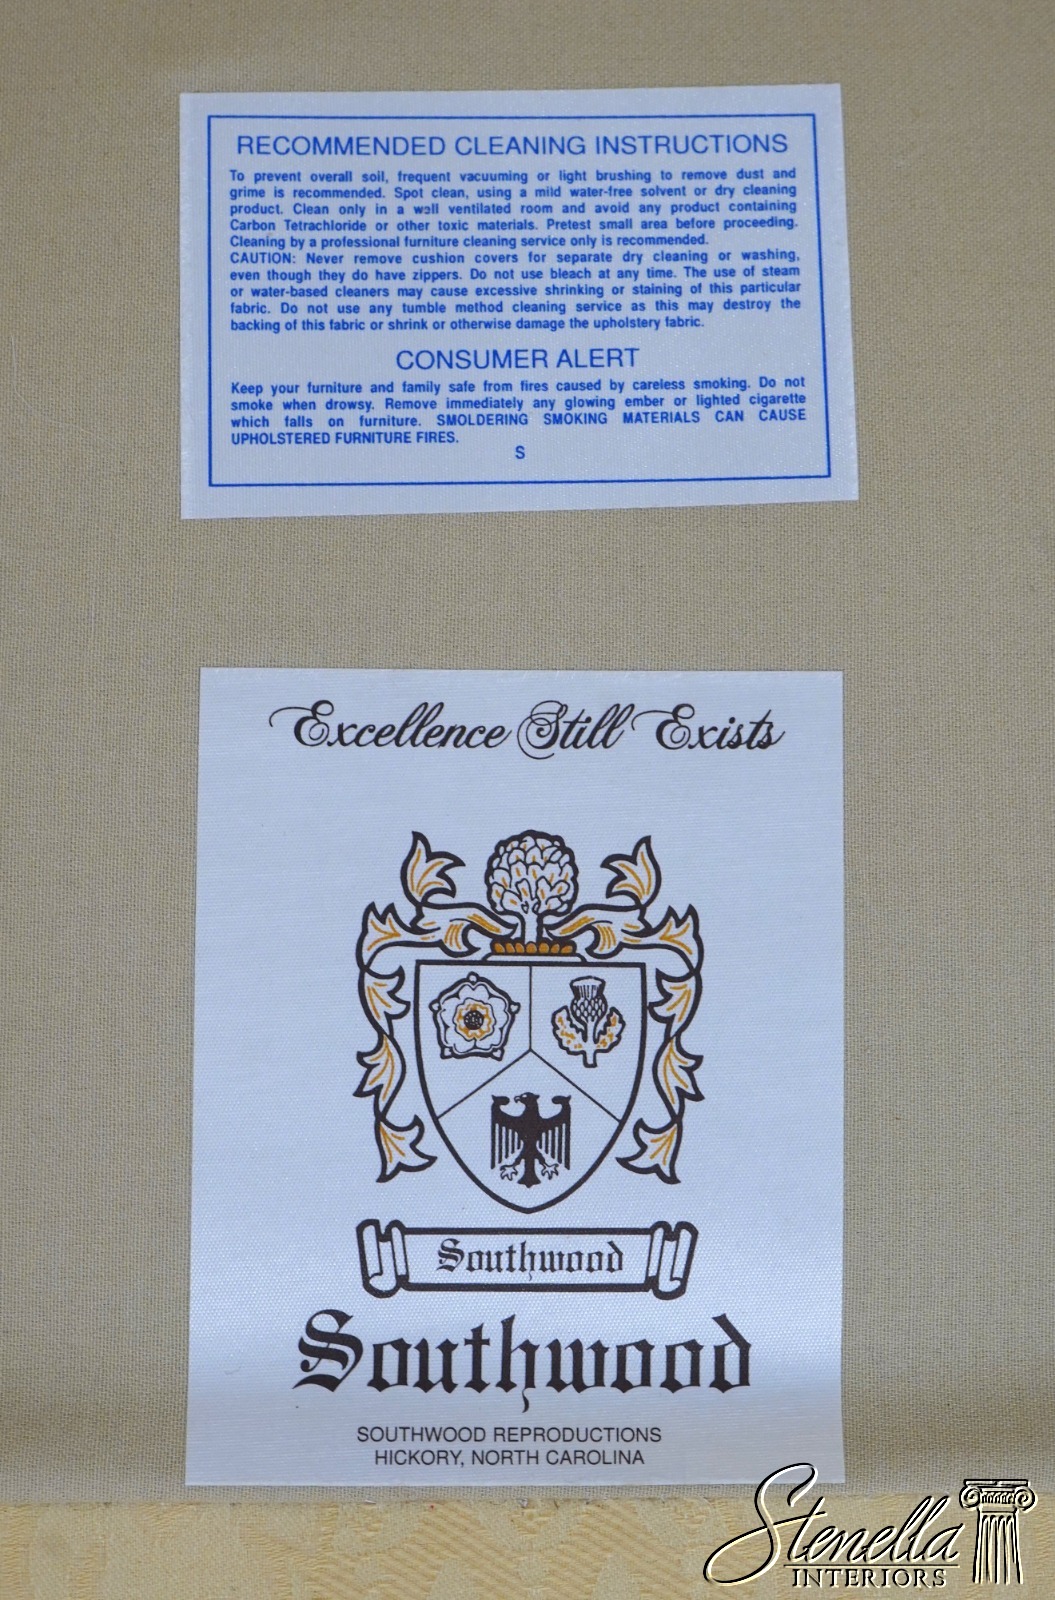 RECOMMENDED CLEANING INSTRUCTIONS
To prevent overall soil, frequent vacuuming or light brushing to remove dust and
grime is recommended. Spot clean, using a mild water-free solvent or dry cleaning
product. Clean only in a well ventilated room and avoid any product containing
Carbon Tetrachloride or other toxic materials. Pretest small area before proceeding.
Cleaning by a professional furniture cleaning service only is recommended.
CAUTION: Never remove cushion covers for separate dry cleaning or washing,
even though they do have zippers. Do not use bleach at any time. The use of steam
or water-based cleaners may cause excessive shrinking or staining of this particular
fabric. Do not use any tumble method cleaning service as this may destroy the
backing of this fabric or shrink or otherwise damage the upholstery fabric.
CONSUMER ALERT
Keep your furniture and family safe from fires caused by careless smoking. Do not
smoke when drowsy. Remove immediately any glowing ember or lighted cigarette
which falls on furniture. SMOLDERING SMOKING MATERIALS CAN CAUSE
UPHOLSTERED FURNITURE FIRES.
S
Excellence Still Exists
Southwood
Southwood
SOUTHWOOD REPRODUCTIONS
HICKORY, NORTH CAROLINA
Stenella
INTERIORS